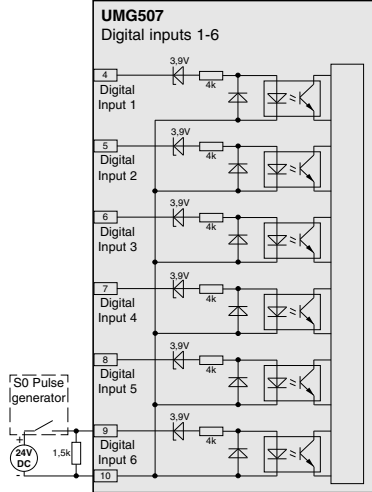 UMG507
Digital inputs 1-6
4
3,9V
4k
Digital
Input 1
5
3,9V
4k
Digital
Input 2
6
3,9V
4k
Digital
Input 3
7
3,9V
4k
Digital
Input 4
8
3,9V
4k
Digital
Input 5
S0 Pulse
generator
9
3,9V
4k
Digital
Input 6
+
24V
DC
-
1,5k
10